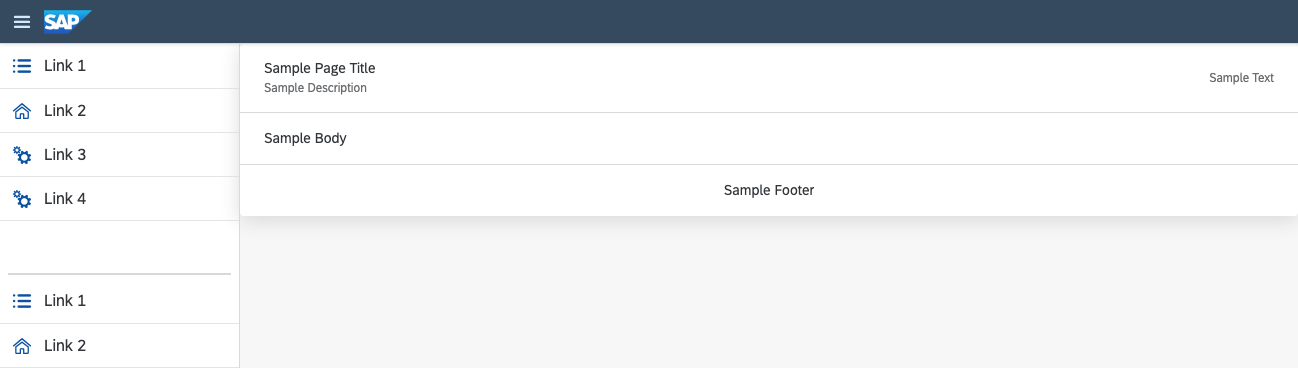 SAP
Link 1
Link 2
Link 3
Link 4
Link 1
Link 2
Sample Page Title
Sample Description
Sample Text
Sample Body
Sample Footer